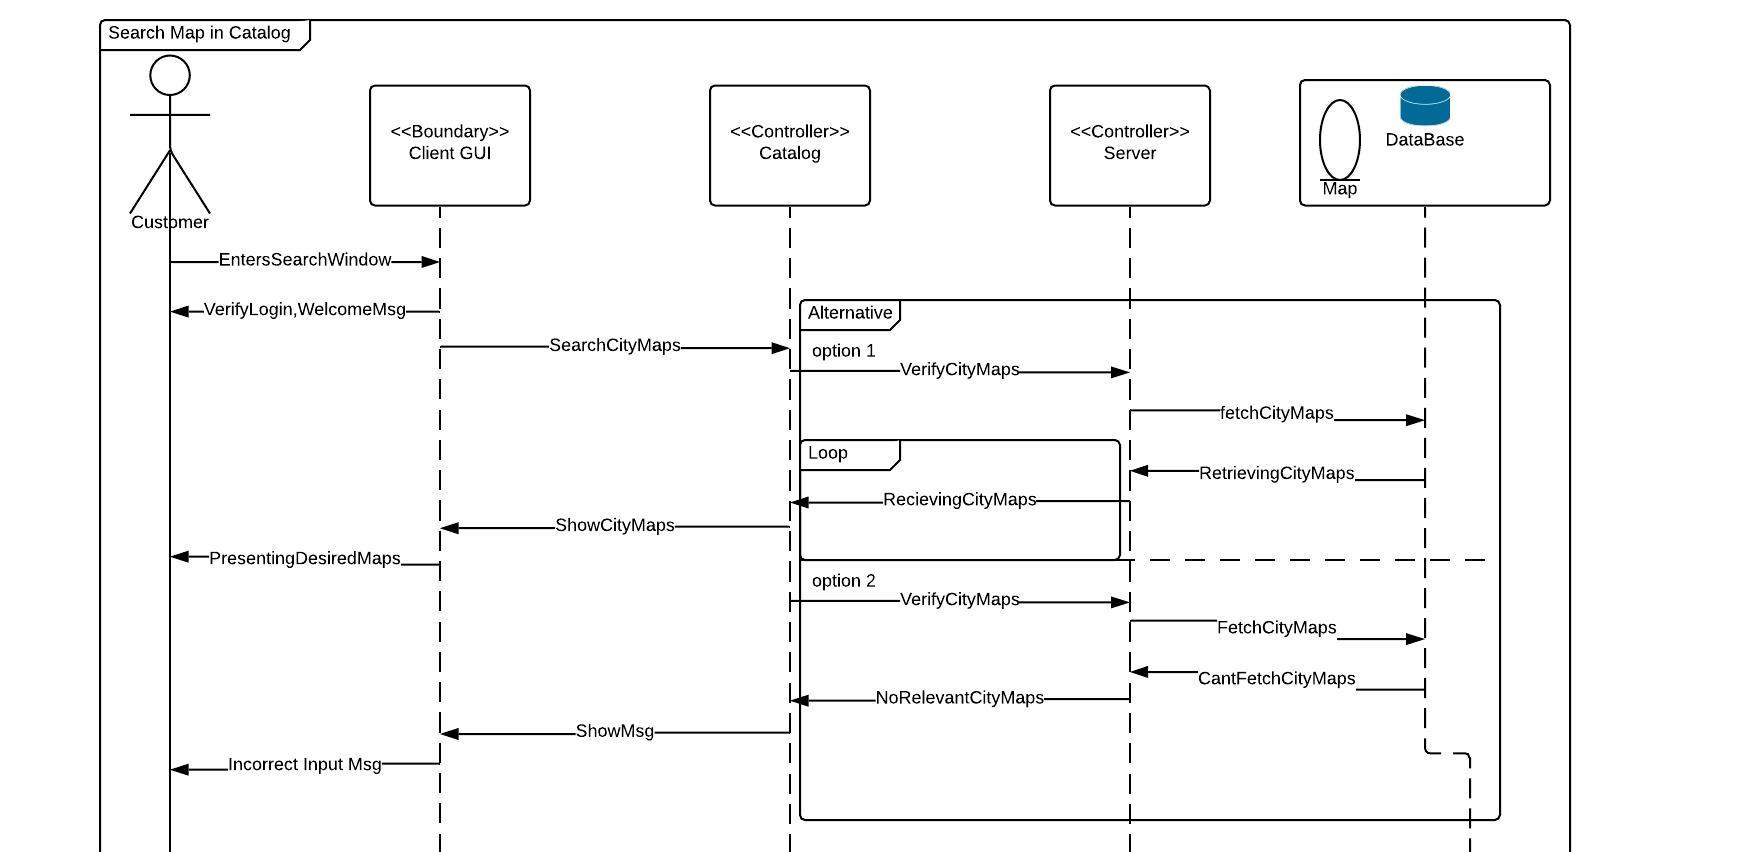 Search Map in Catalog
<<Boundary>>
Client GUI
<<Controller>>
Catalog
<<Controller>>
Server
DataBase
Map
Customer
EntersSearchWindow
VerifyLogin,WelcomeMsg
Alternative
SearchCityMaps
option 1
VerifyCityMaps
fetchCityMaps
Loop
RetrievingCityMaps
RecievingCityMaps
ShowCityMaps
PresentingDesiredMaps
option 2
VerifyCityMaps
FetchCityMaps
CantFetchCityMaps
NoRelevantCityMaps
ShowMsg
Incorrect Input Msg